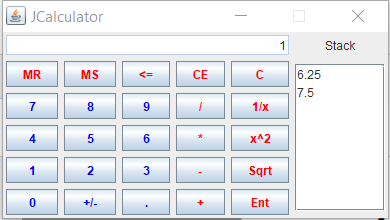 JCalculator
1 Stack
MR MS <= CE C
6.25
7.5
7 8 9 / 1/x
4 5 6 * x^2
1 2 3 - Sqrt
0 +/- . + Ent